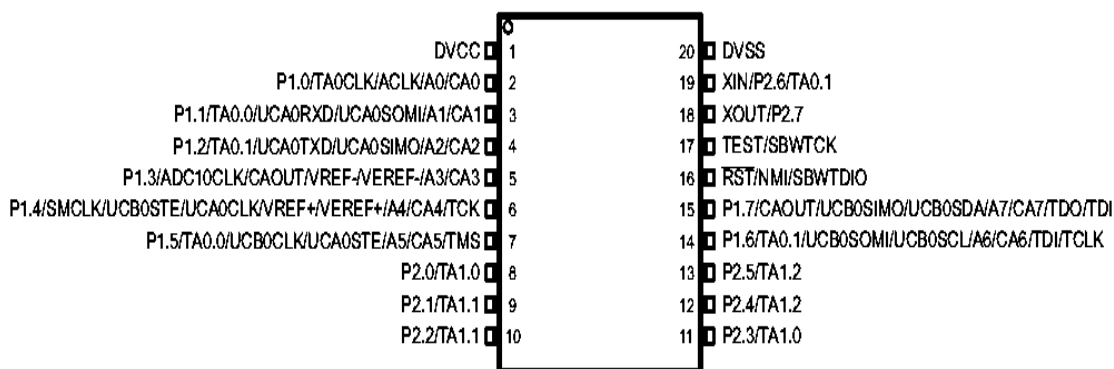 DVCC 1 20 DVSS
P1.0/TA0CLK/ACLK/A0/CA0 2 19 XIN/P2.6/TA0.1
P1.1/TA0.0/UCA0RXD/UCA0SOMI/A1/CA1 3 18 XOUT/P2.7
P1.2/TA0.1/UCA0TXD/UCA0SIMO/A2/CA2 4 17 TEST/SBWTCK
P1.3/ADC10CLK/CAOUT/VREF-/VEREF-/A3/CA3 5 16 RST/NMI/SBWTDIO
P1.4/SMCLK/UCB0STE/UCA0CLK/VREF+/VEREF+/A4/CA4/TCK 6 15 P1.7/CAOUT/UCB0SIMO/UCB0SDA/A7/CA7/TDO/TDI
P1.5/TA0.0/UCB0CLK/UCA0STE/A5/CA5/TMS 7 14 P1.6/TA0.1/UCB0SOMI/UCB0SCL/A6/CA6/TDI/TCLK
P2.0/TA1.0 8 13 P2.5/TA1.2
P2.1/TA1.1 9 12 P2.4/TA1.2
P2.2/TA1.1 10 11 P2.3/TA1.0